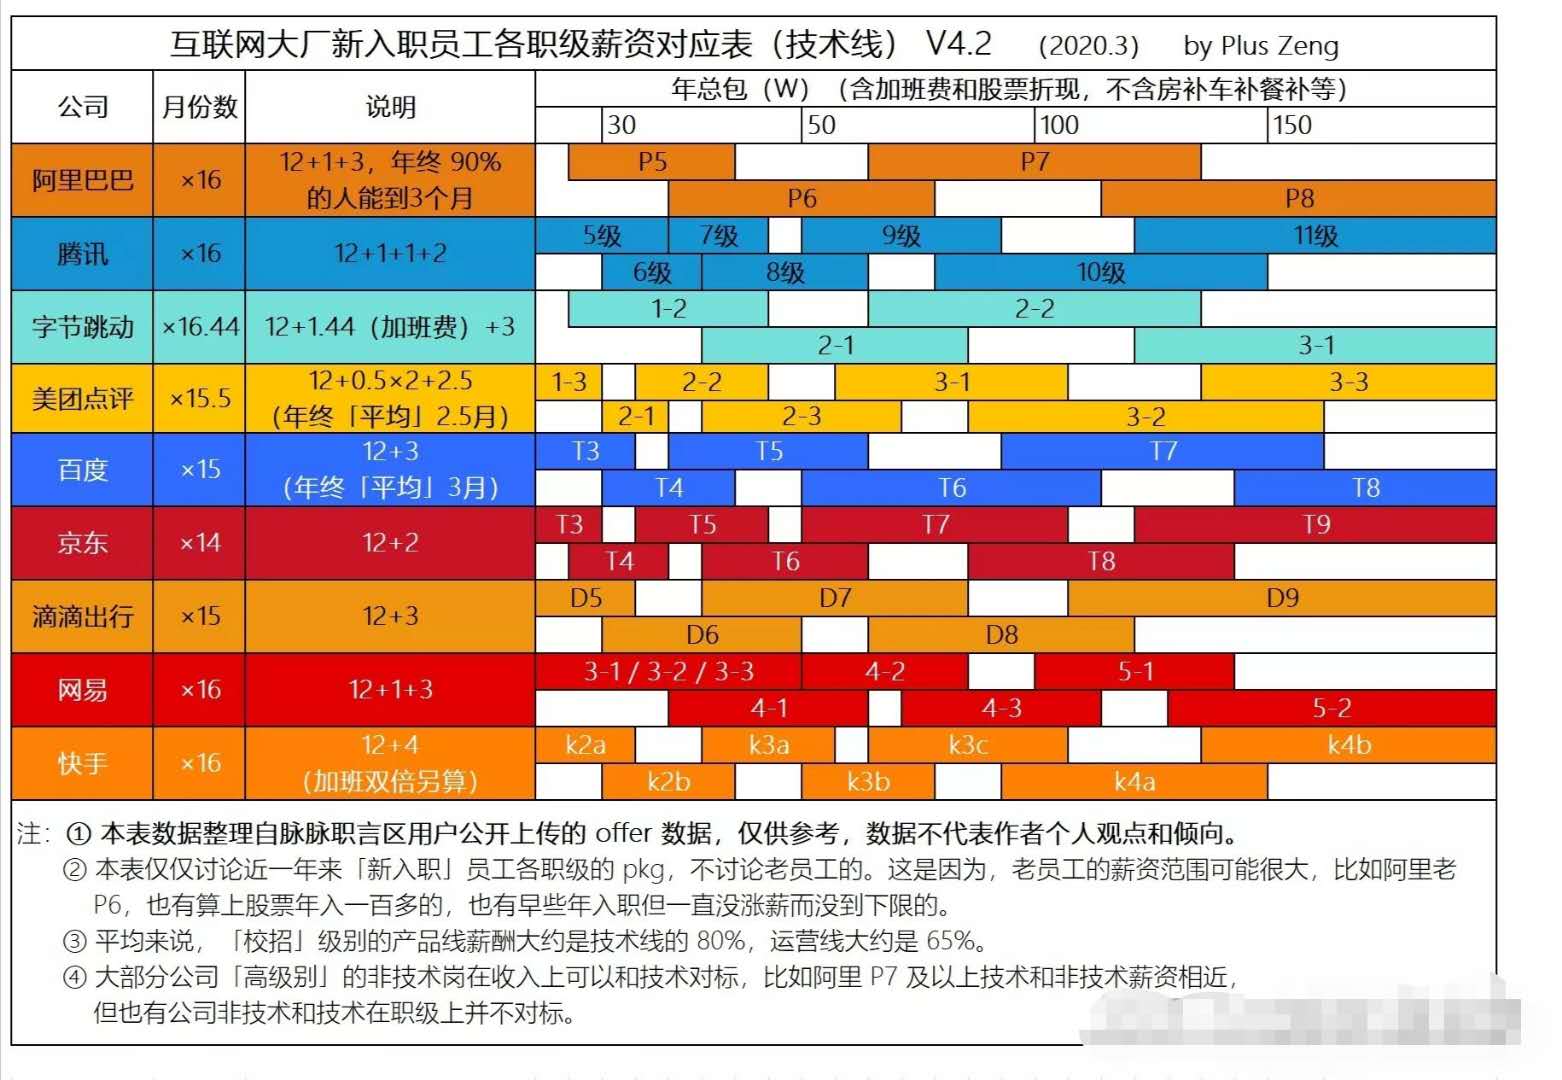 互联网大厂新入职员工各职级薪资对应表（技术线） V4.2 （2020.3） by Plus Zeng
公司 月份数 说明 年总包（W）（含加班费和股票折现，不含房补车补餐补等）
30 50 100 150
阿里巴巴 ×16 12+1+3，年终 90%
的人能到3个月
P5 P7
P6 P8
腾讯 ×16 12+1+1+2
5级 7级 9级 11级
6级 8级 10级
字节跳动 ×16.44 12+1.44（加班费）+3
1-2 2-2
2-1 3-1
美团点评 ×15.5 12+0.5×2+2.5
（年终「平均」2.5月）
1-3 2-2 3-1 3-3
2-1 2-3 3-2
百度 ×15 12+3
（年终「平均」3月）
T3 T5 T7
T4 T6 T8
京东 ×14 12+2
T3 T5 T7 T9
T4 T6 T8
滴滴出行 ×15 12+3
D5 D7 D9
D6 D8
网易 ×16 12+1+3
3-1 / 3-2 / 3-3 4-2 5-1
4-1 4-3 5-2
快手 ×16 12+4
（加班双倍另算）
k2a k3a k3c k4b
k2b k3b k4a
注：① 本表数据整理自脉脉职言区用户公开上传的 offer 数据，仅供参考，数据不代表作者个人观点和倾向。
② 本表仅仅讨论近一年来「新入职」员工各职级的 pkg，不讨论老员工的。这是因为，老员工的薪资范围可能很大，比如阿里老
P6，也有算上股票年入一百多的，也有早些年入职但一直没涨薪而没到下限的。
③ 平均来说，「校招」级别的产品线薪酬大约是技术线的 80%，运营线大约是 65%。
④ 大部分公司「高级别」的非技术岗在收入上可以和技术对标，比如阿里 P7 及以上技术和非技术薪资相近，
但也有公司非技术和技术在职级上并不对标。